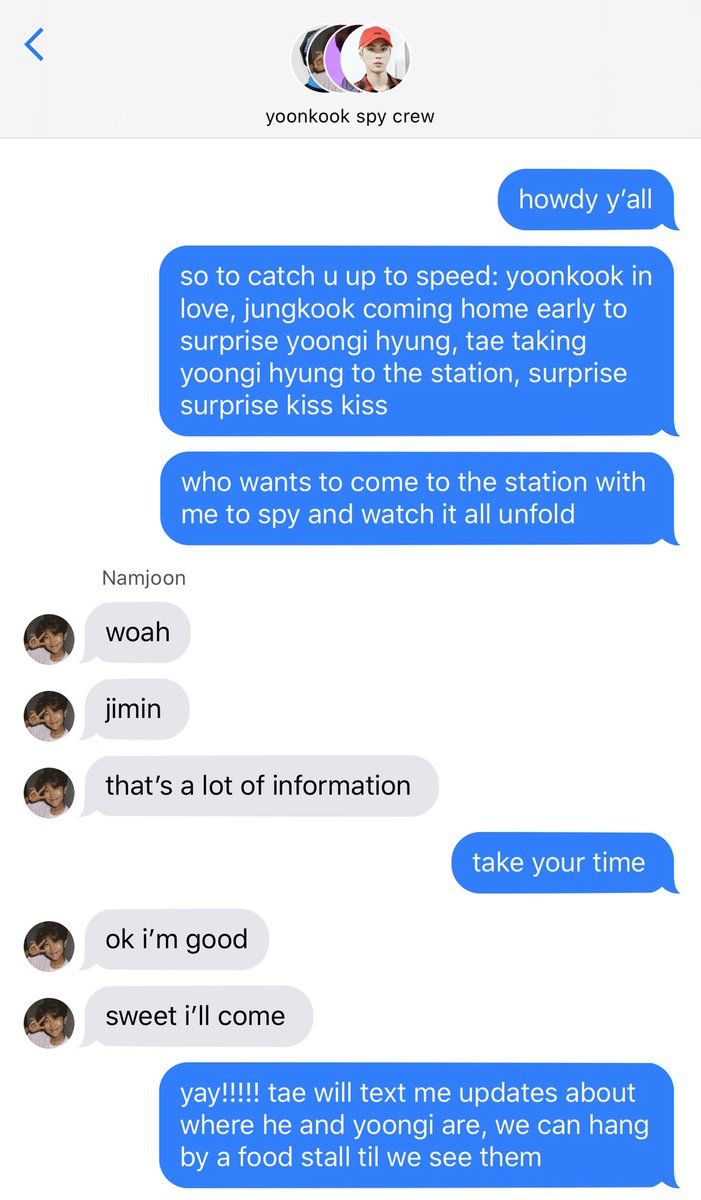 yoonkook spy crew
howdy y’all
so to catch u up to speed: yoonkook in
love, jungkook coming home early to
surprise yoongi hyung, tae taking
yoongi hyung to the station, surprise
surprise kiss kiss
who wants to come to the station with
me to spy and watch it all unfold
Namjoon
woah
jimin
that’s a lot of information
take your time
ok i’m good
sweet i’ll come
yay!!!!! tae will text me updates about
where he and yoongi are, we can hang
by a food stall til we see them